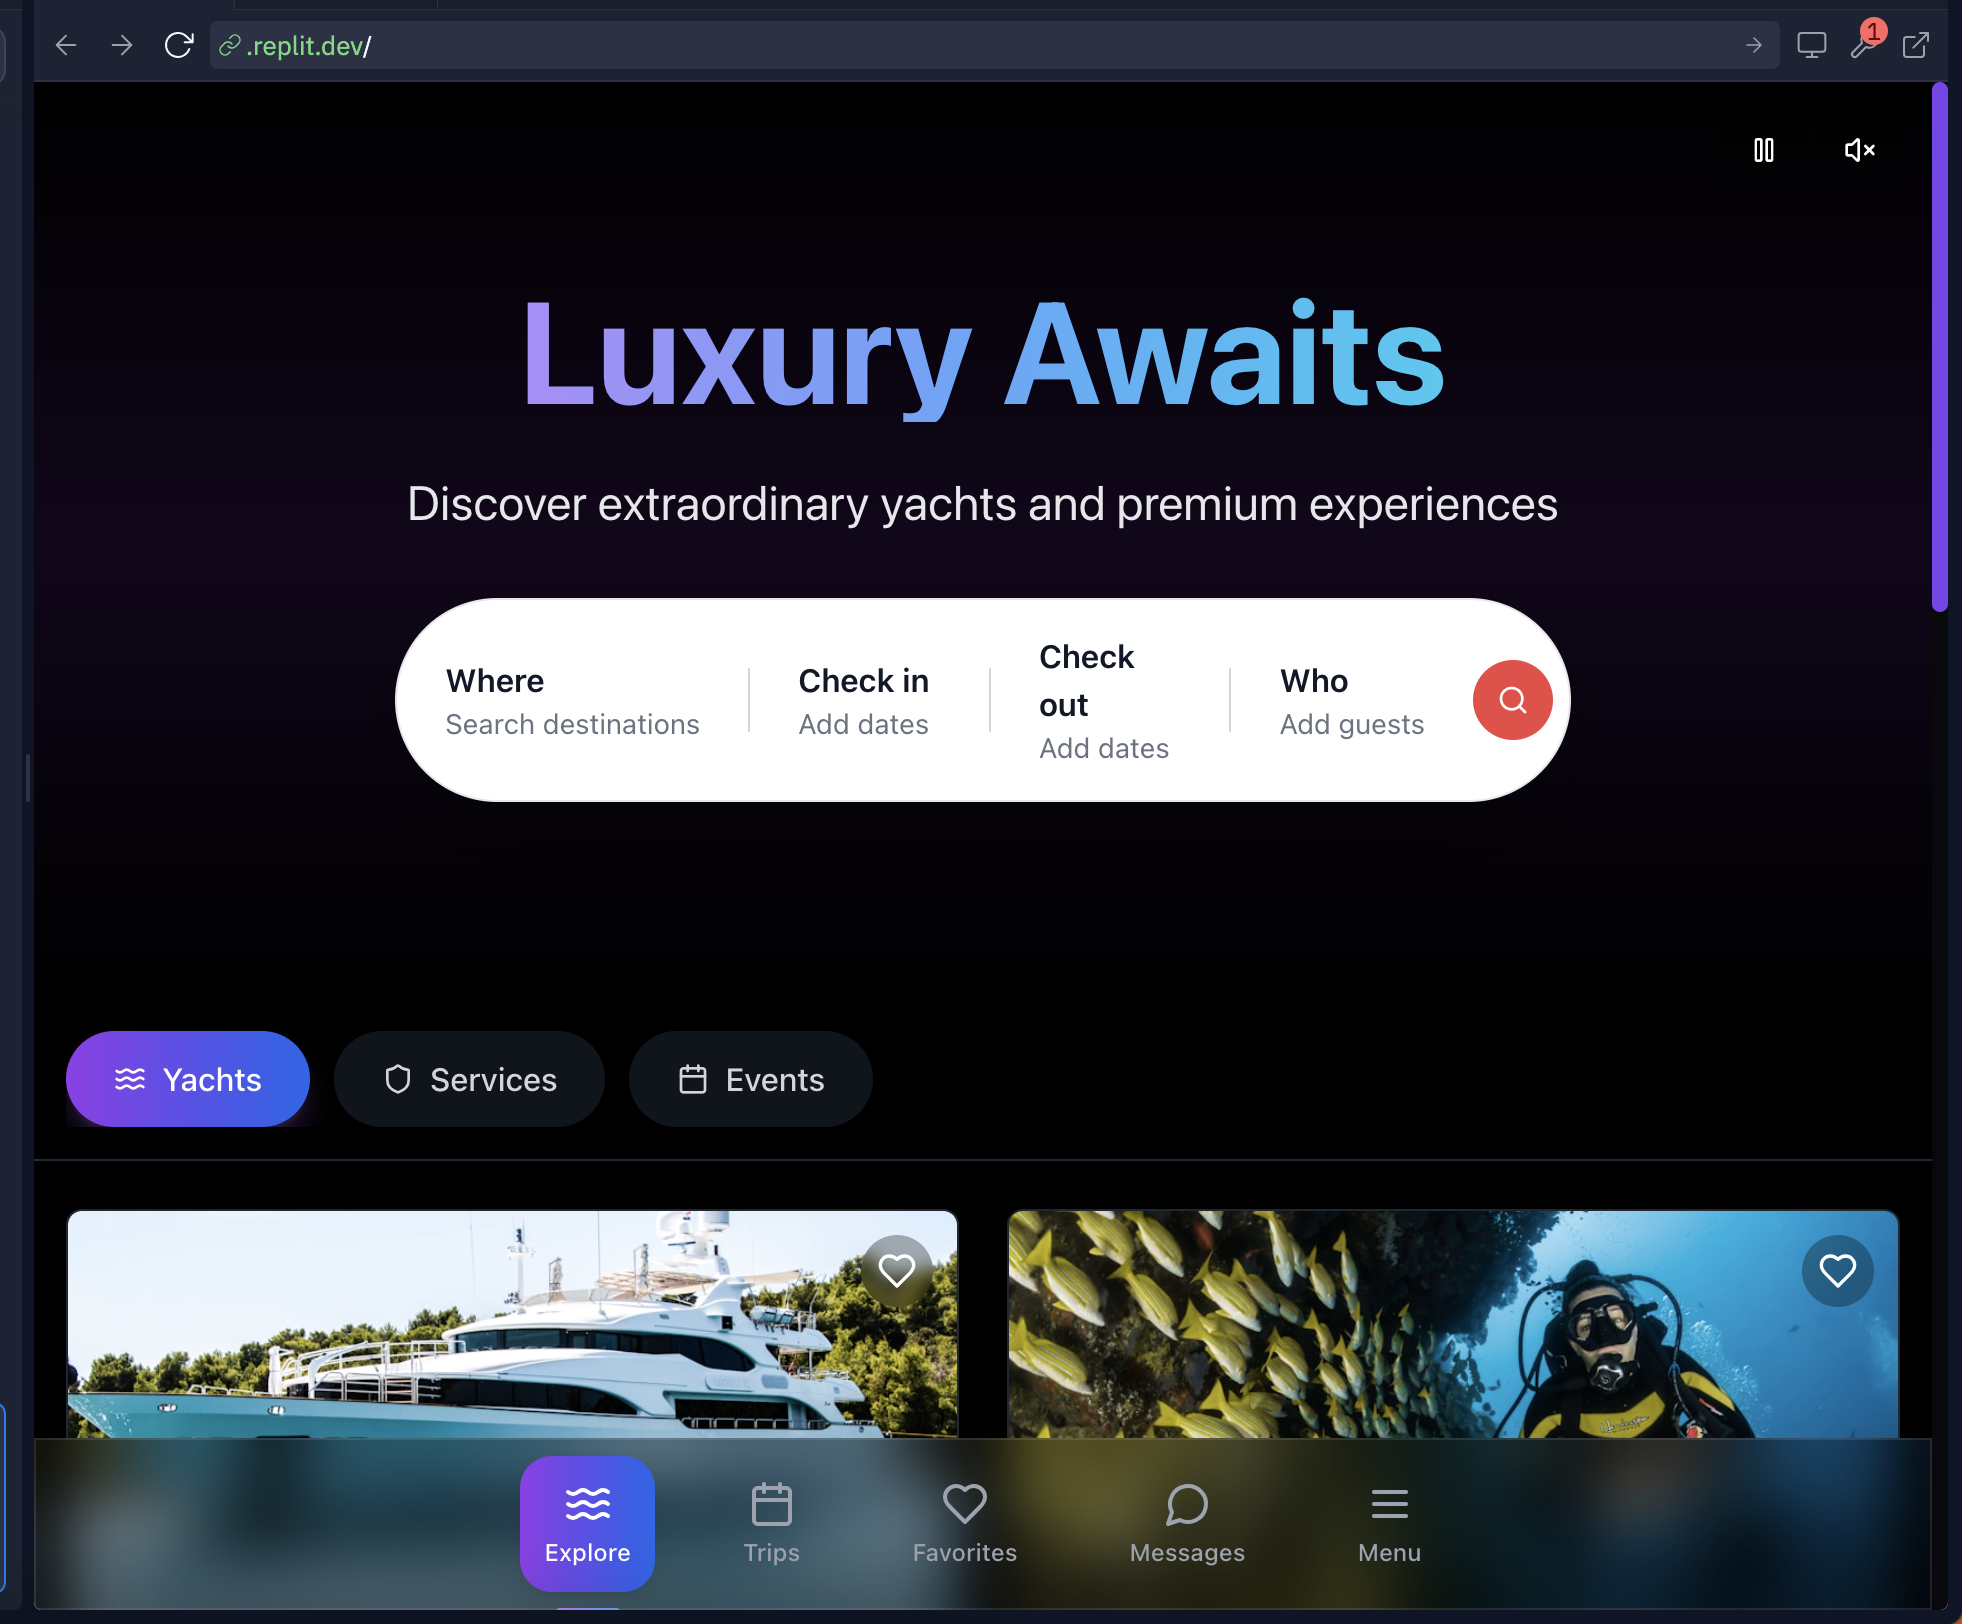 .replit.dev/
1
Luxury Awaits
Discover extraordinary yachts and premium experiences
Where
Search destinations
Check in
Add dates
Check
out
Add dates
Who
Add guests
Yachts
Services
Events
Explore
Trips
Favorites
Messages
Menu